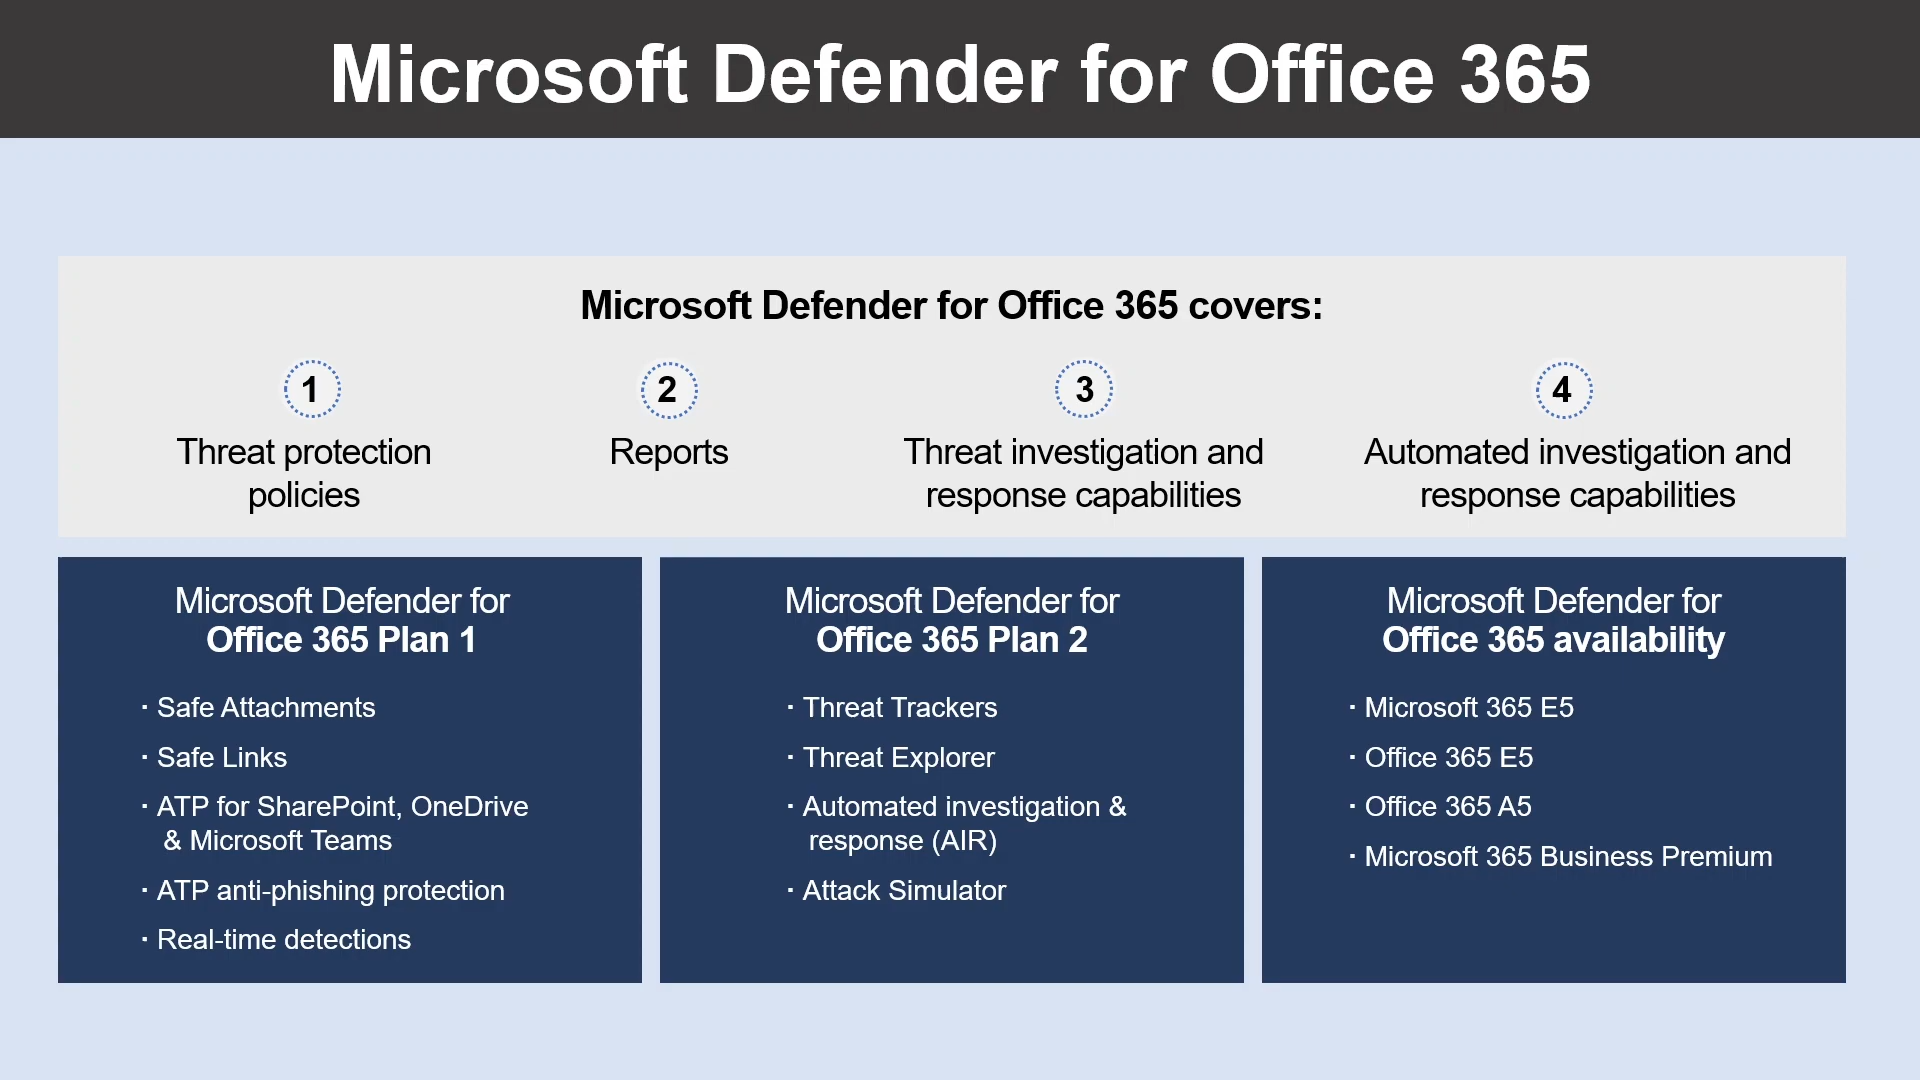 Microsoft Defender for Office 365
Microsoft Defender for Office 365 covers:
1
Threat protection
policies
2
Reports
3
Threat investigation and
response capabilities
4
Automated investigation and
response capabilities
Microsoft Defender for
Office 365 Plan 1
· Safe Attachments
· Safe Links
· ATP for SharePoint, OneDrive
& Microsoft Teams
· ATP anti-phishing protection
· Real-time detections
Microsoft Defender for
Office 365 Plan 2
· Threat Trackers
· Threat Explorer
· Automated investigation &
response (AIR)
· Attack Simulator
Microsoft Defender for
Office 365 availability
· Microsoft 365 E5
· Office 365 E5
· Office 365 A5
· Microsoft 365 Business Premium